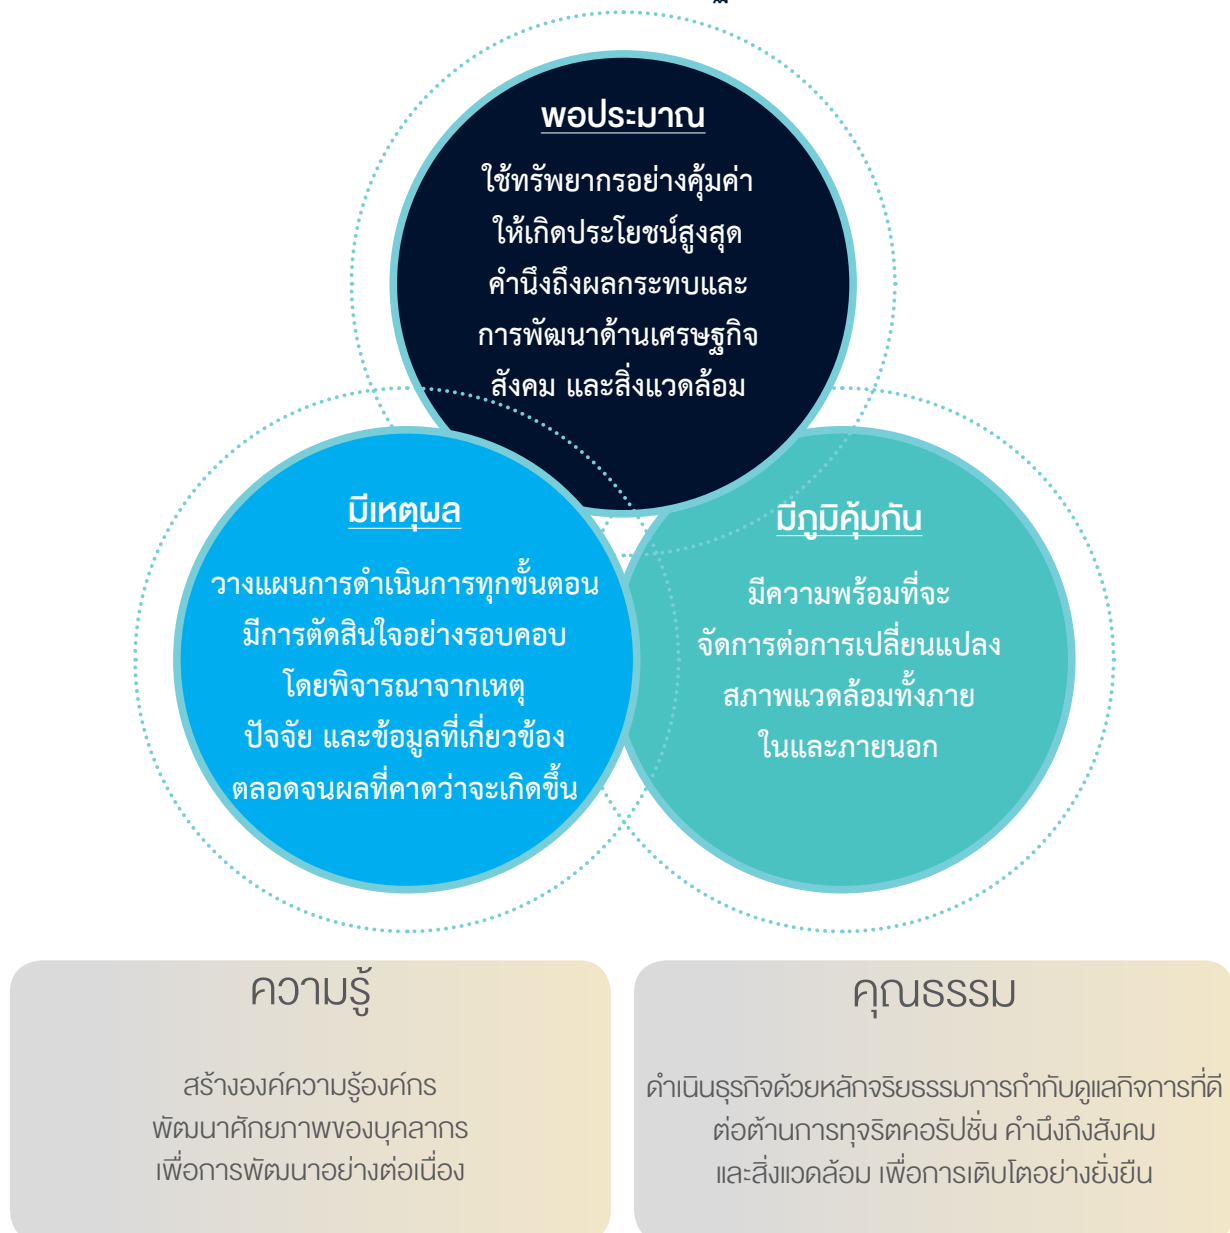 พอประมาณ
ใช้ทรัพยากรอย่างคุ้มค่า
ให้เกิดประโยชน์สูงสุด
คำนึงถึงผลกระทบและ
การพัฒนาด้านเศรษฐกิจ
สังคม และสิ่งแวดล้อม
มีเหตุผล
วางแผนการดำเนินการทุกขั้นตอน
มีการตัดสินใจอย่างรอบคอบ
โดยพิจารณาจากเหตุ
ปัจจัย และข้อมูลที่เกี่ยวข้อง
ตลอดจนผลที่คาดว่าจะเกิดขึ้น
มีภูมิคุ้มกัน
มีความพร้อมที่จะ
จัดการต่อการเปลี่ยนแปลง
สภาพแวดล้อมทั้งภาย
ในและภายนอก
ความรู้
สร้างองค์ความรู้องค์กร
พัฒนาศักยภาพของบุคลากร
เพื่อการพัฒนาอย่างต่อเนื่อง
คุณธรรม
ดำเนินธุรกิจด้วยหลักจริยธรรมการกำกับดูแลกิจการที่ดี
ต่อต้านการทุจริตคอรัปชั่น คำนึงถึงสังคม
และสิ่งแวดล้อม เพื่อการเติบโตอย่างยั่งยืน